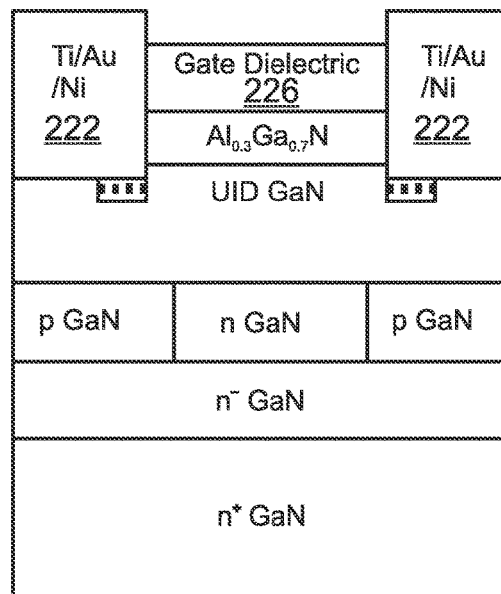 Ti/Au
/Ni
222
Gate Dielectric
226
Al0.3Ga0.7N
Ti/Au
/Ni
222
UID GaN
p GaN
n GaN
p GaN
n⁻ GaN
n⁺ GaN